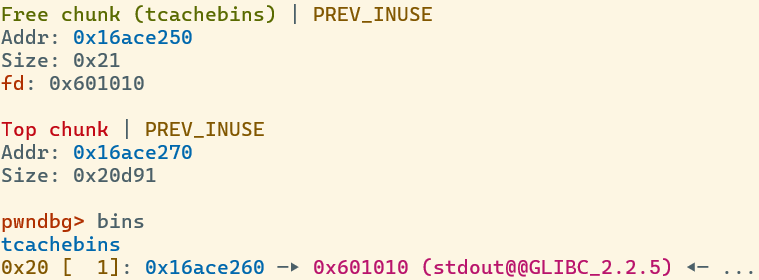 Free chunk (tcachebins) | PREV_INUSE
Addr: 0x16ace250
Size: 0x21
fd: 0x601010
Top chunk | PREV_INUSE
Addr: 0x16ace270
Size: 0x20d91
pwndbg> bins
tcachebins
0x20 [  1]: 0x16ace260 —▸ 0x601010 (stdout@@GLIBC_2.2.5) ◂— ...